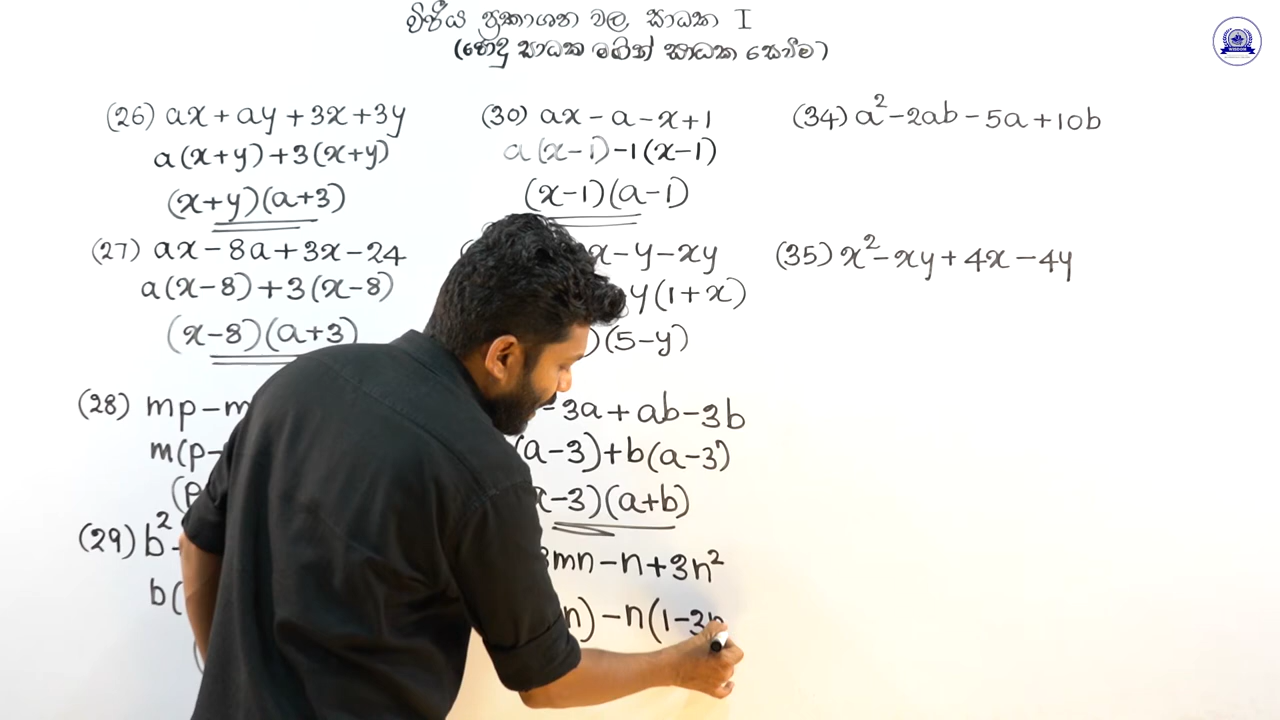 විජීය ප්‍රකාශන වල සාධක I
(පොදු සාධක මගින් සාධක සෙවීම)
(26) ax + ay + 3x + 3y
a(x+y) + 3(x+y)
(x+y)(a+3)
(27) ax - 8a + 3x - 24
a(x-8) + 3(x-8)
(x-8)(a+3)
(28) mp - m
m(p-
(29) b² -
b(
(30) ax - a - x + 1
a(x-1) - 1(x-1)
(x-1)(a-1)
x - y - xy
y(1+x)
)(5-y)
- 3a + ab - 3b
(a-3) + b(a-3)
-3)(a+b)
3mn - n + 3n²
n) - n(1-3n
(34) a² - 2ab - 5a + 10b
(35) x² - xy + 4x - 4y